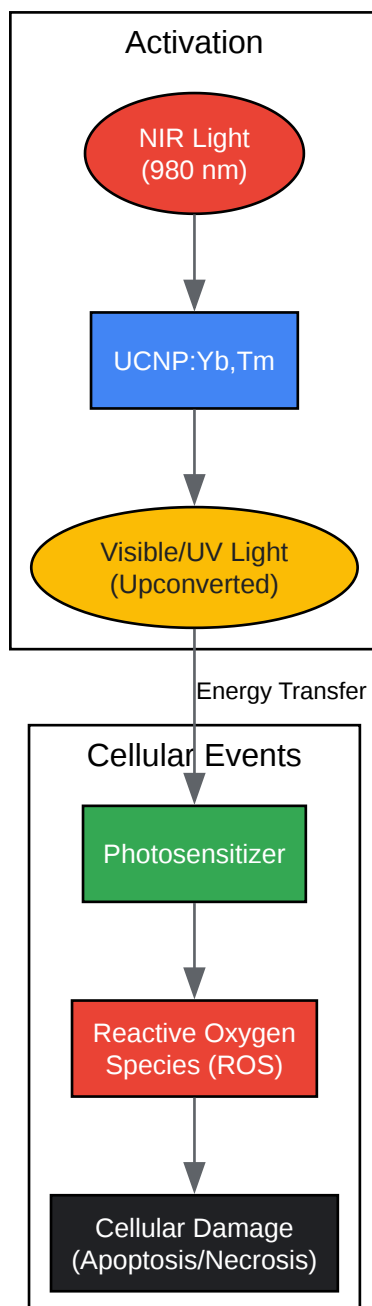 Activation
NIR Light
(980 nm)
UCNP:Yb,Tm
Visible/UV Light
(Upconverted)
Energy Transfer
Cellular Events
Photosensitizer
Reactive Oxygen
Species (ROS)
Cellular Damage
(Apoptosis/Necrosis)